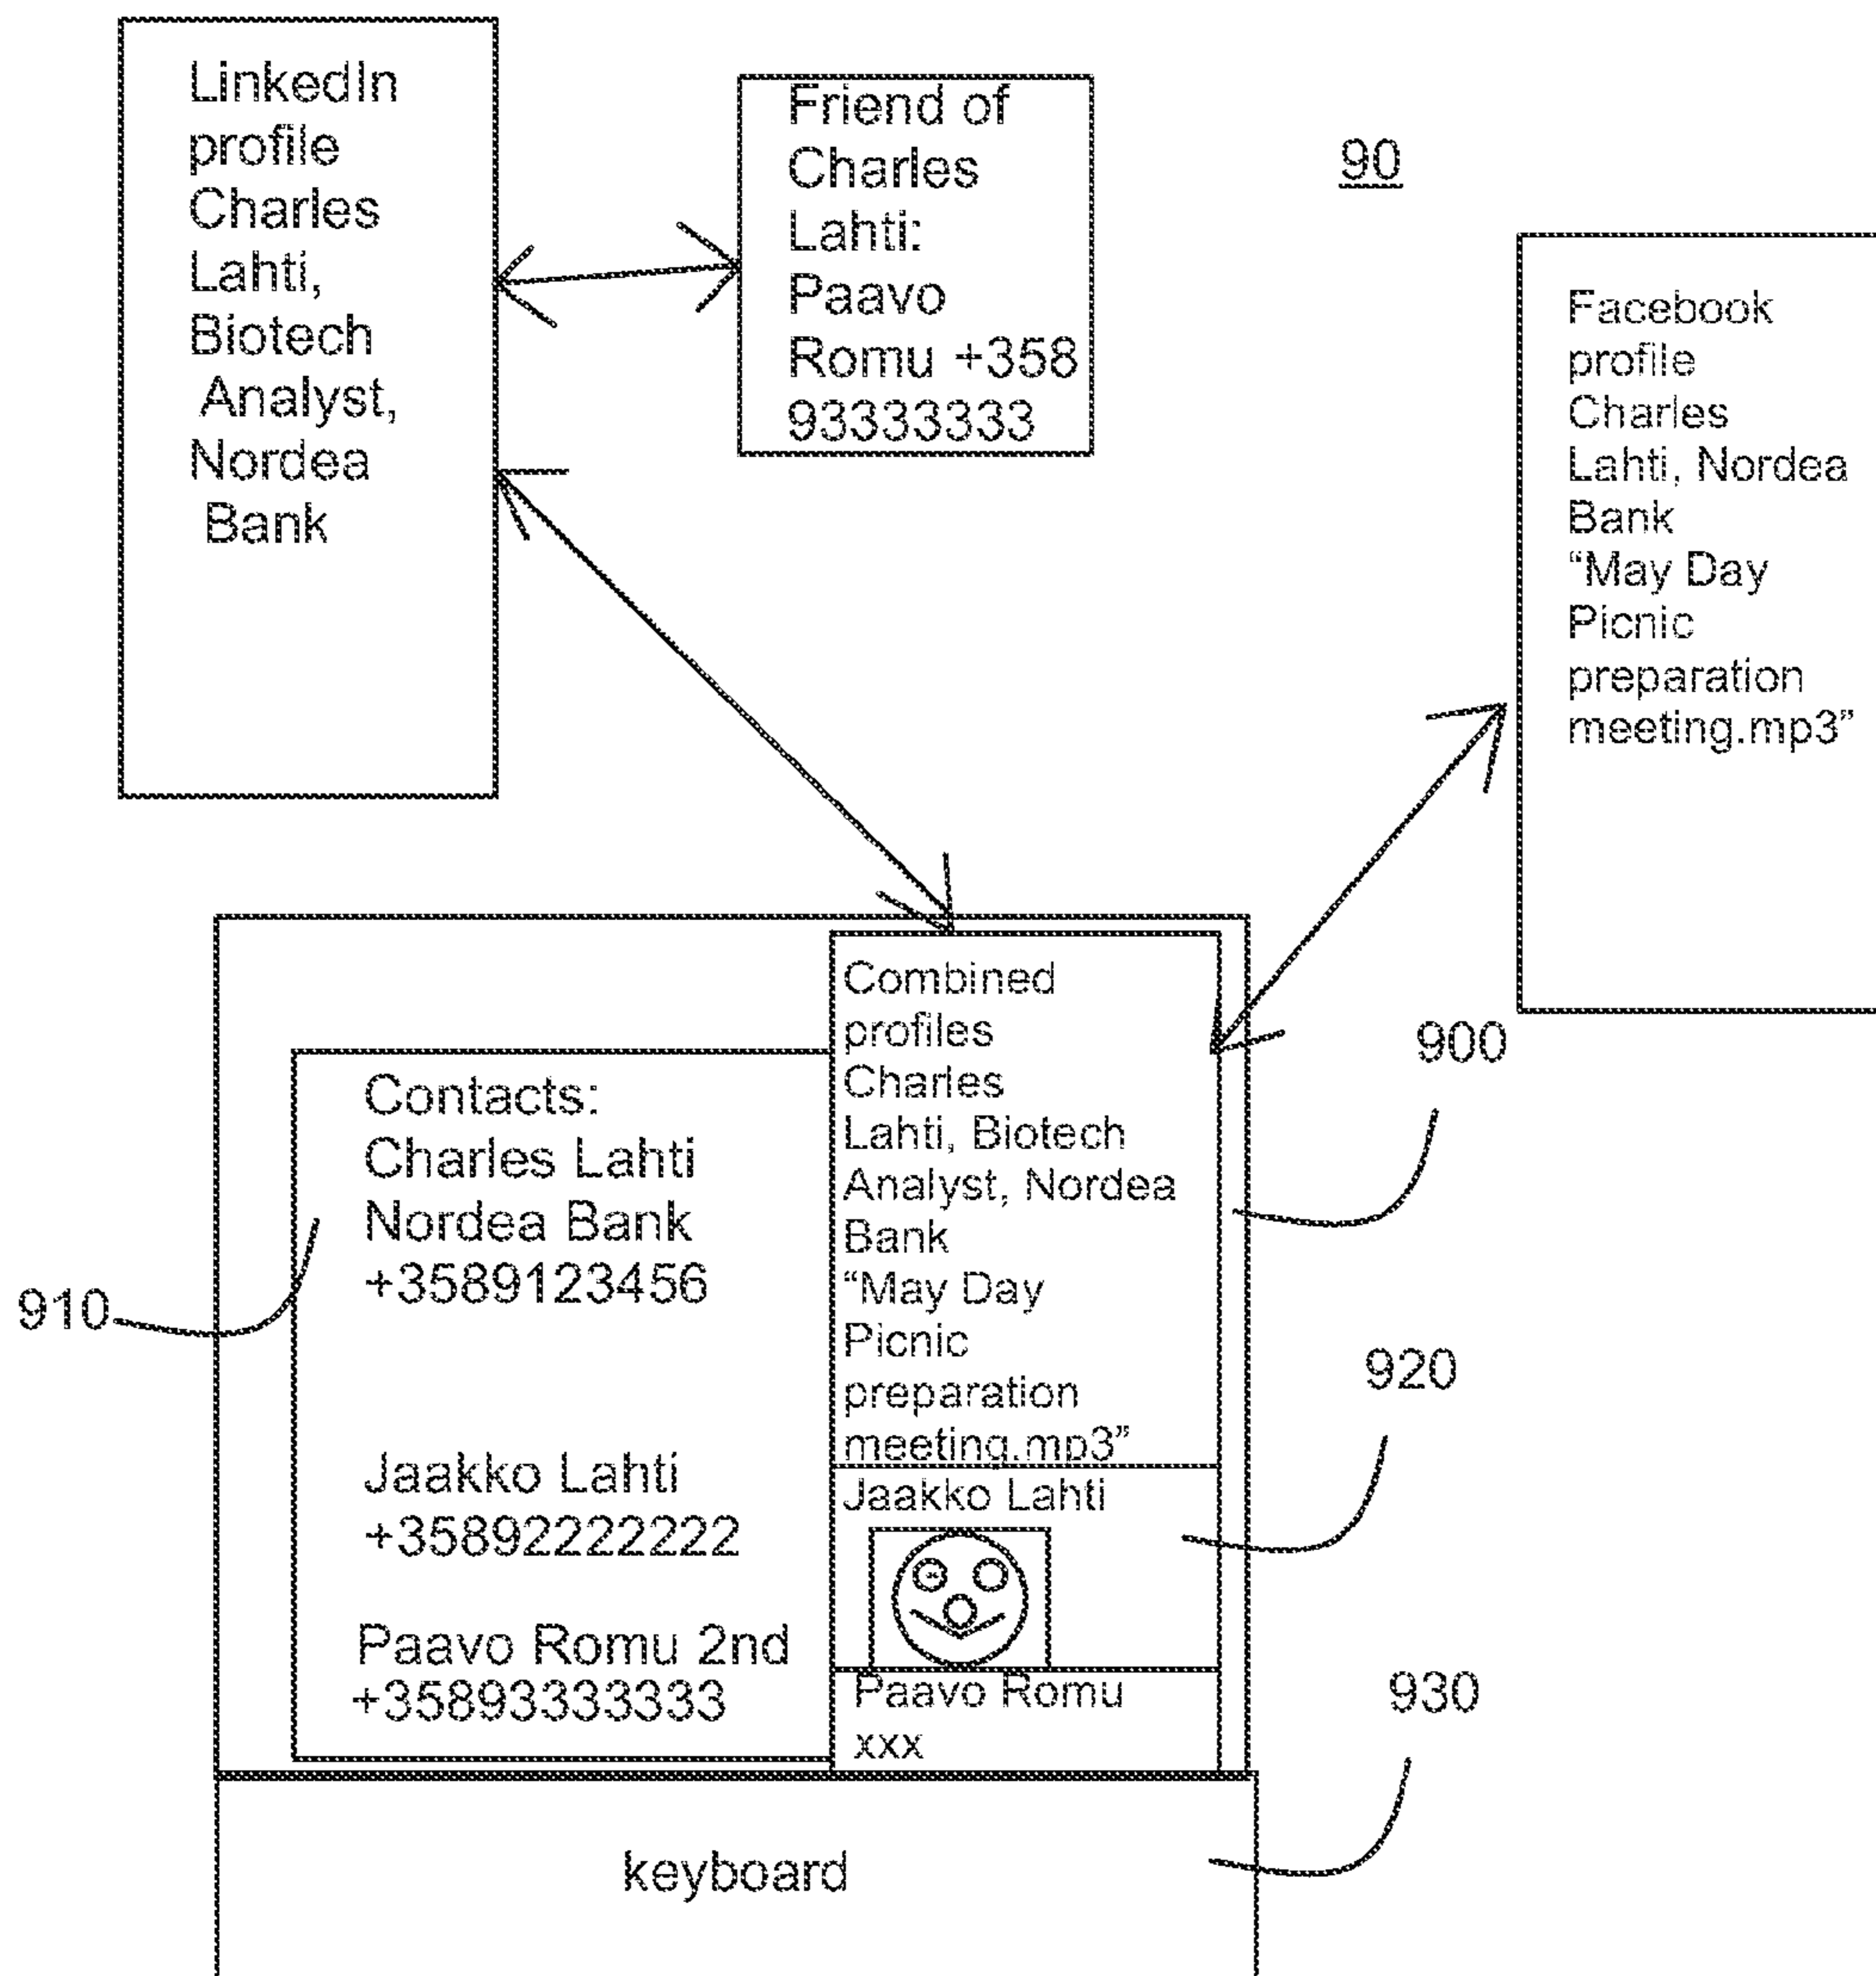 LinkedIn
profile
Charles
Lahti,
Biotech
Analyst,
Nordea
Bank
Friend of
Charles
Lahti:
Paavo
Romu +358
93333333
90
Facebook
profile
Charles
Lahti, Nordea
Bank
“May Day
Picnic
preparation
meeting.mp3”
900
910
Contacts:
Charles Lahti
Nordea Bank
+3589123456
Jaakko Lahti
+35892222222
Paavo Romu 2nd
+35893333333
Combined
profiles
Charles
Lahti, Biotech
Analyst, Nordea
Bank
“May Day
Picnic
preparation
meeting.mp3”
Jaakko Lahti
Paavo Romu
xxx
920
930
keyboard